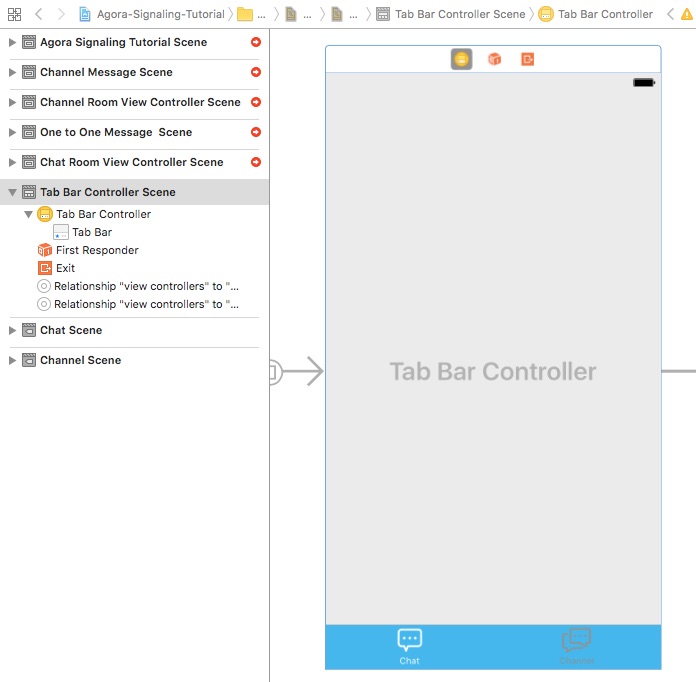 Agora-Signaling-Tutorial ... ... ... Tab Bar Controller Scene Tab Bar Controller
Agora Signaling Tutorial Scene
Channel Message Scene
Channel Room View Controller Scene
One to One Message  Scene
Chat Room View Controller Scene
Tab Bar Controller Scene
Tab Bar Controller
Tab Bar
First Responder
Exit
Relationship "view controllers" to "...
Relationship "view controllers" to "...
Chat Scene
Channel Scene
Tab Bar Controller
Chat
Channel